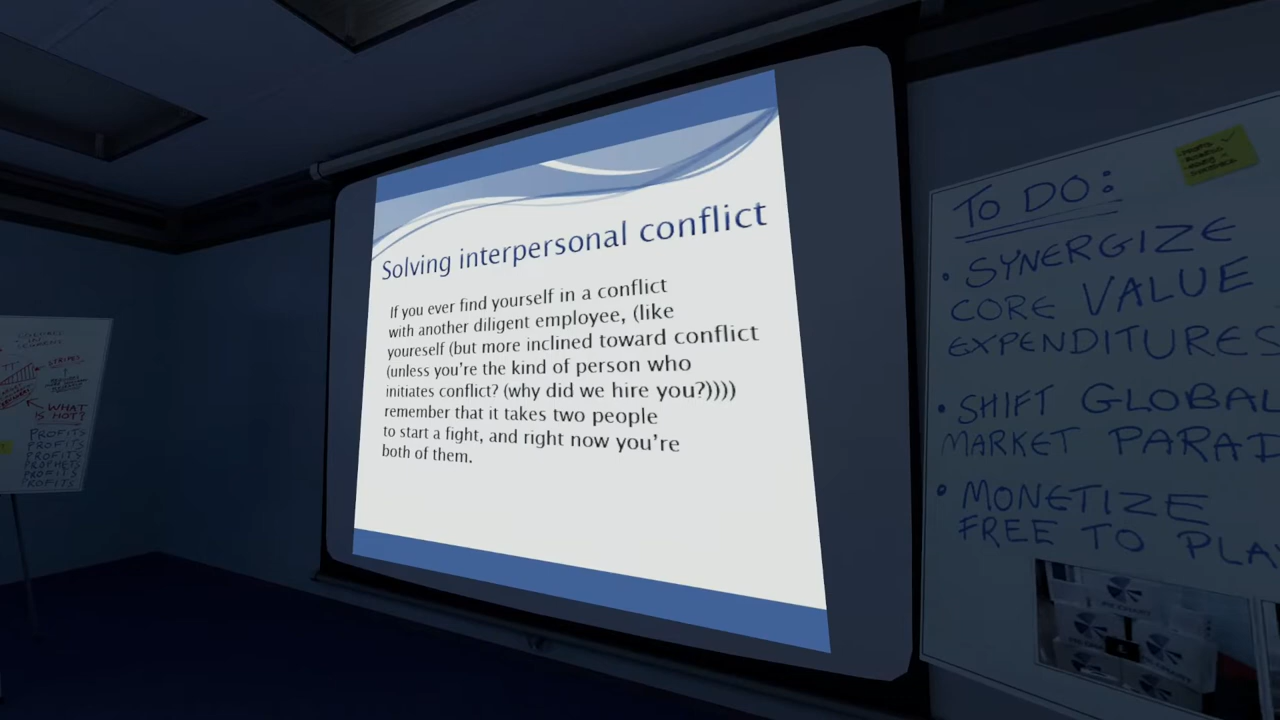 Solving interpersonal conflict
If you ever find yourself in a conflict
with another diligent employee, (like
youreself (but more inclined toward conflict
(unless you're the kind of person who
initiates conflict? (why did we hire you?))))
remember that it takes two people
to start a fight, and right now you're
both of them.
TO DO:
• SYNERGIZE
CORE VALUE
EXPENDITURES
• SHIFT GLOBAL
MARKET PARAD
• MONETIZE
FREE TO PLA
WHAT
IS HOT?
PROFITS
PROFITS
PROFITS
PROPHETS
PROFITS
PROFITS